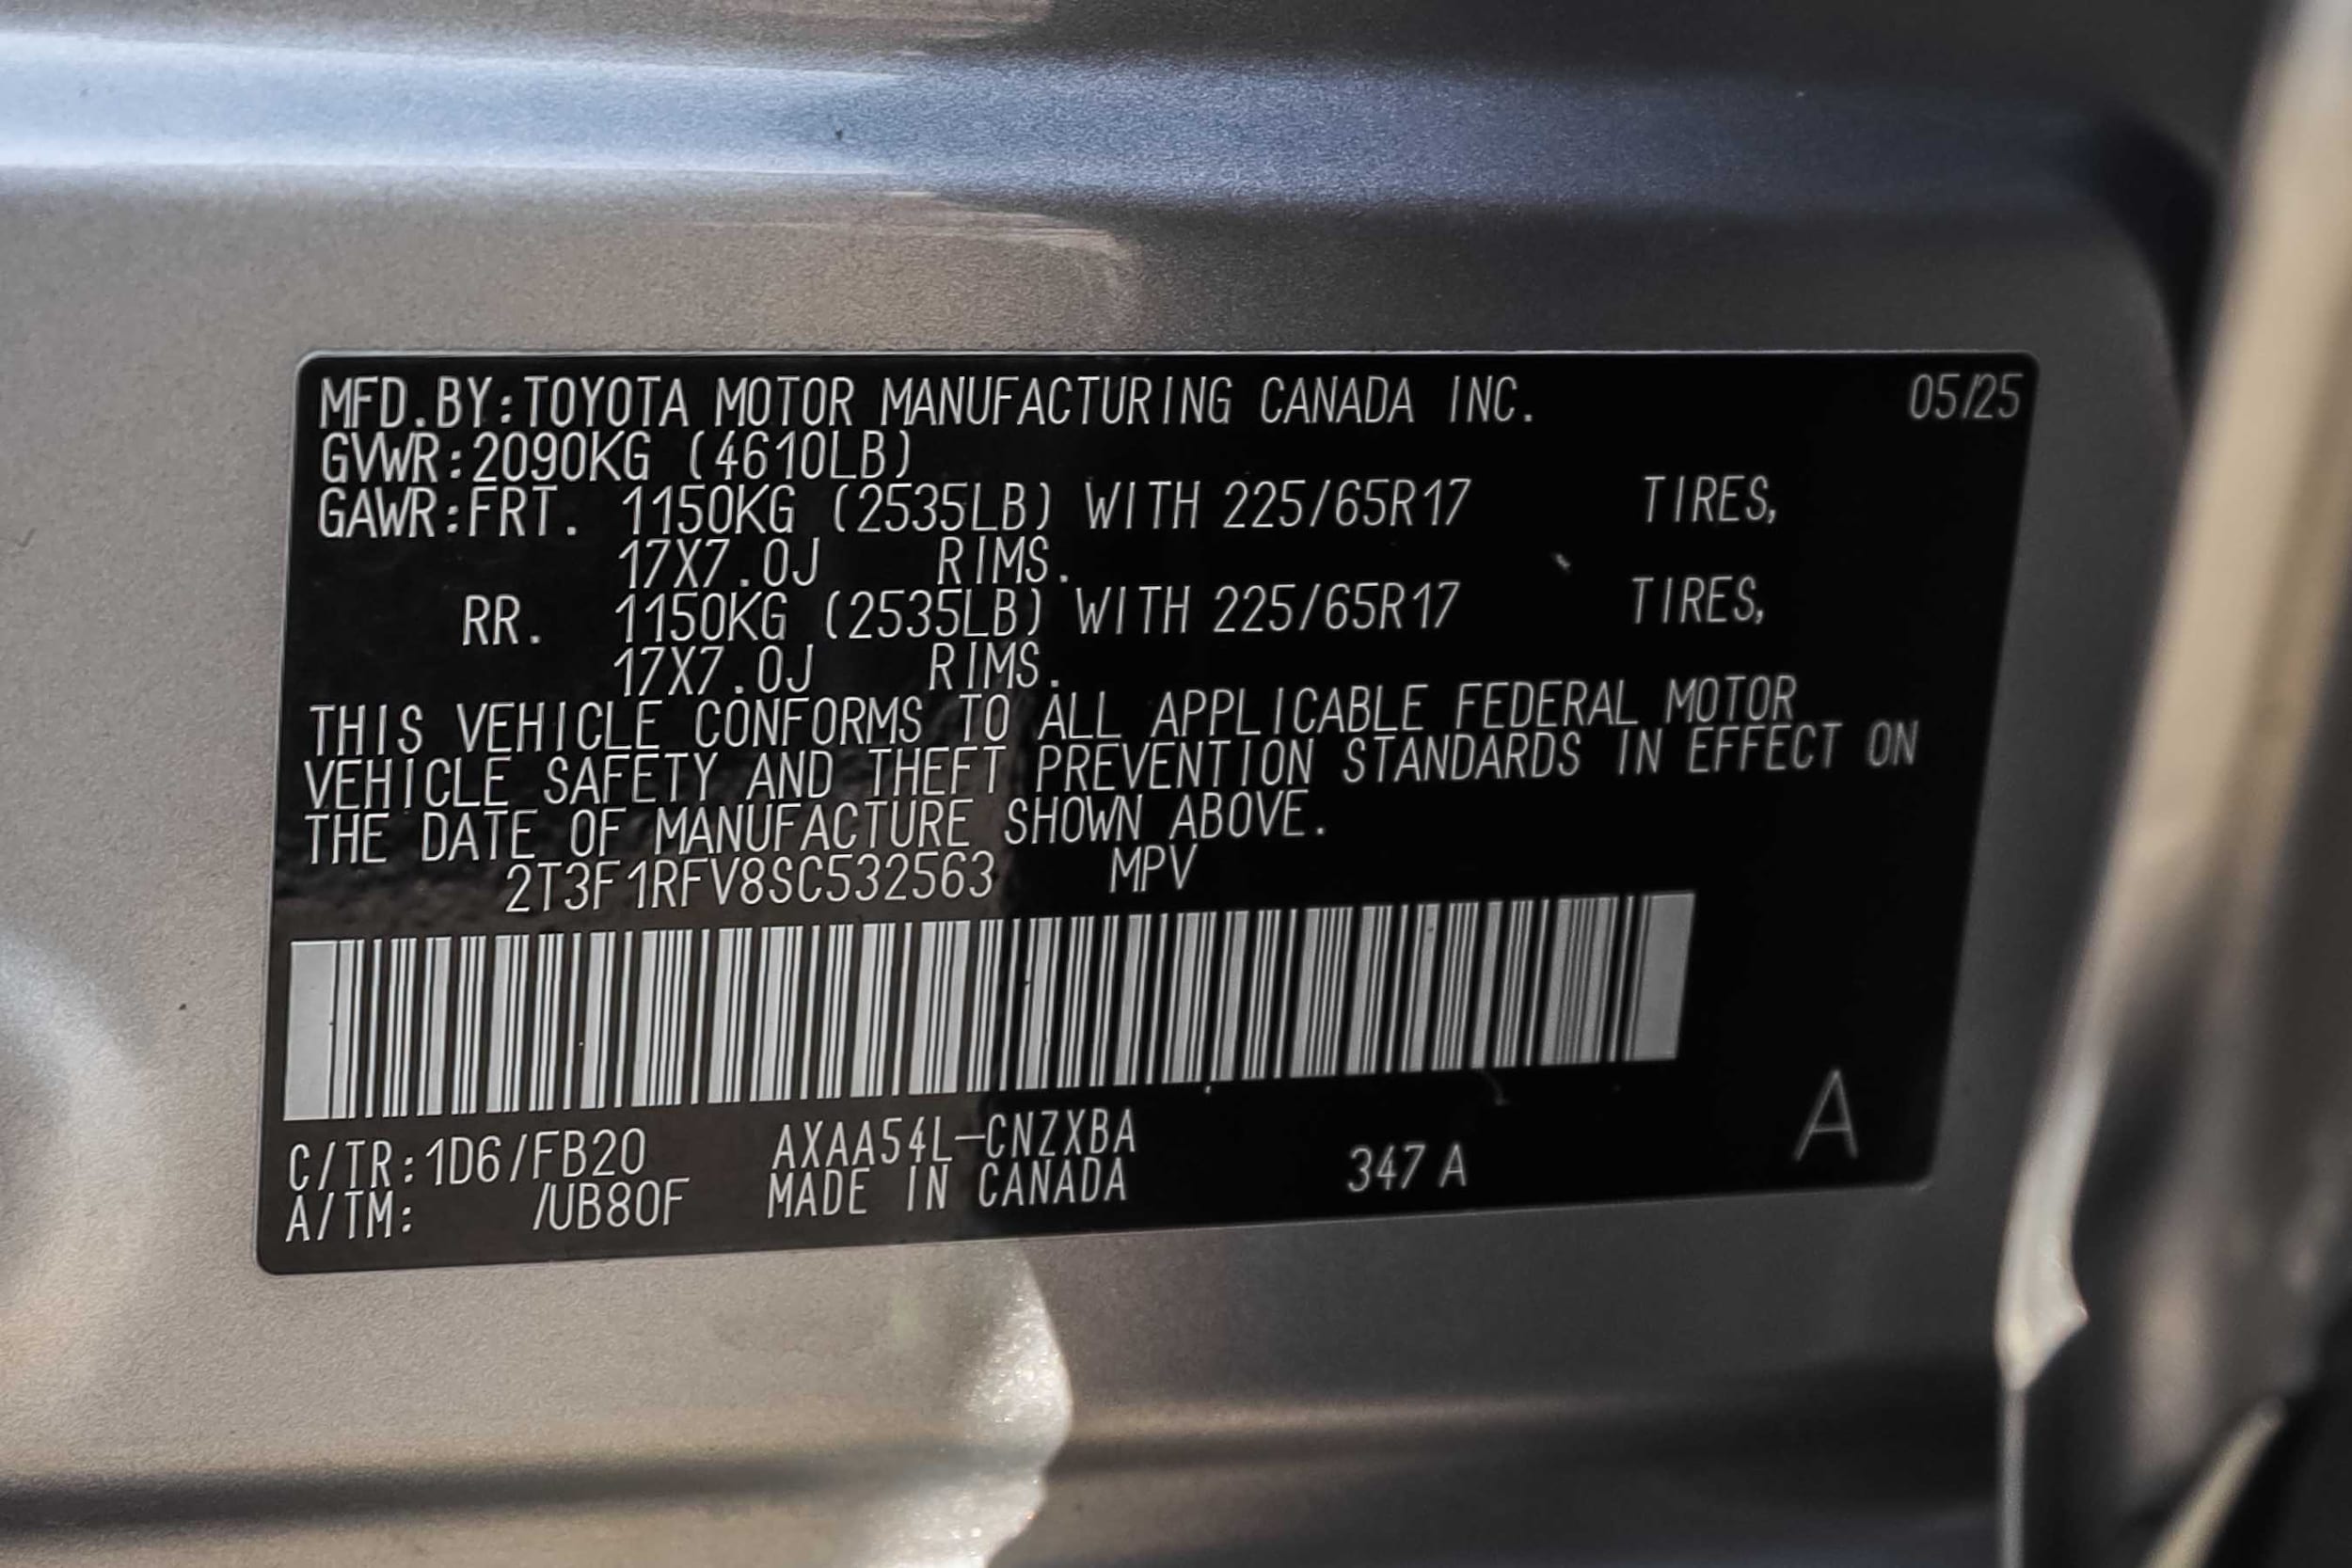 MFD.BY:TOYOTA MOTOR MANUFACTURING CANADA INC. 05/25
GVWR:2090KG (4610LB)
GAWR:FRT. 1150KG (2535LB) WITH 225/65R17 TIRES,
17X7.0J RIMS.
RR. 1150KG (2535LB) WITH 225/65R17 TIRES,
17X7.0J RIMS.
THIS VEHICLE CONFORMS TO ALL APPLICABLE FEDERAL MOTOR
VEHICLE SAFETY AND THEFT PREVENTION STANDARDS IN EFFECT ON
THE DATE OF MANUFACTURE SHOWN ABOVE.
2T3F1RFV8SC532563 MPV
C/TR:1D6/FB20 AXAA54L-CNZXBA
A/TM: /UB80F MADE IN CANADA 347 A A